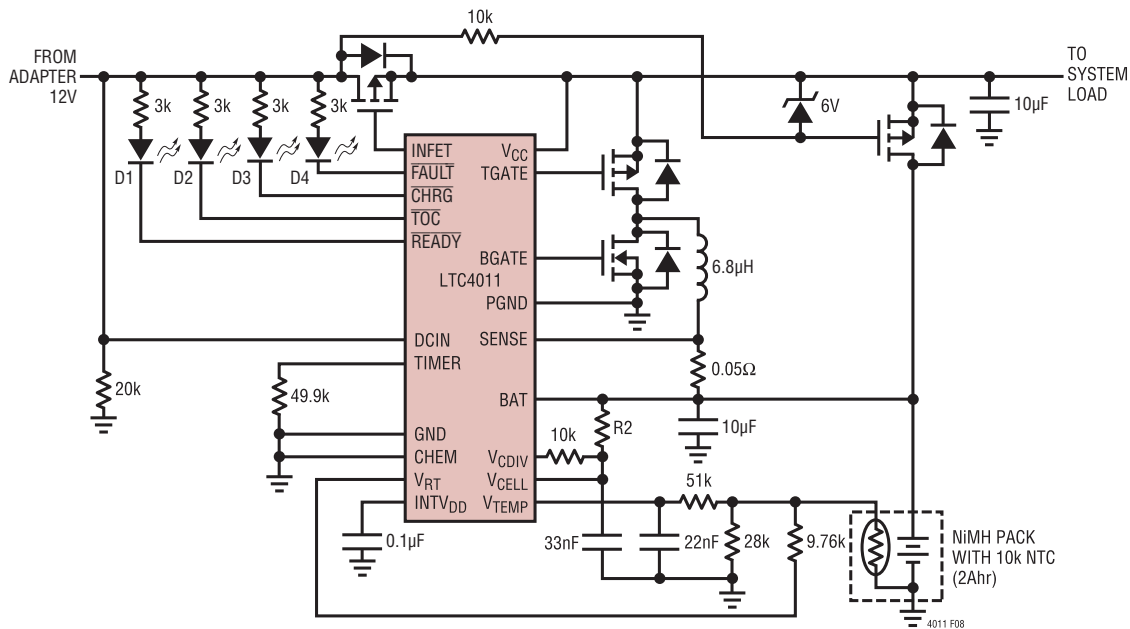 10k
FROM
ADAPTER
12V
TO
SYSTEM
LOAD
3k
3k
3k
3k
6V
10µF
D1
D2
D3
D4
INFET
FAULT
CHRG
TOC
READY
VCC
TGATE
BGATE
LTC4011
PGND
6.8µH
DCIN
TIMER
SENSE
20k
49.9k
0.05Ω
BAT
R2
10µF
GND
CHEM
VRT
INTVDD
10k
VCDIV
VCELL
VTEMP
51k
0.1µF
33nF
22nF
28k
9.76k
NiMH PACK
WITH 10k NTC
(2Ahr)
4011 F08